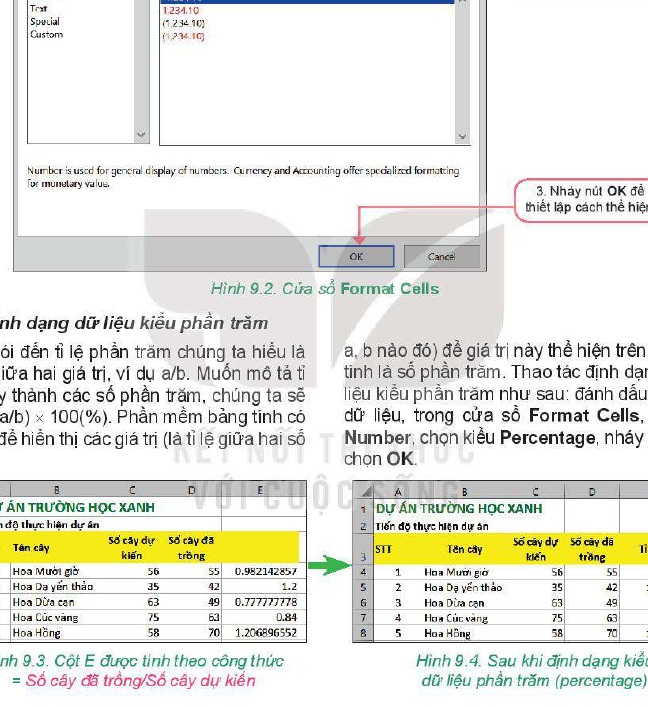 Text
Special
Custom
1,234.10
(1,234.10)
(1,234.10)
Number is used for general display of numbers. Currency and Accounting offer specialized formatting
for monetary value.
3. Nháy nút OK để
thiết lập cách thể hiện
OK
Cancel
Hình 9.2. Cửa sổ Format Cells
nh dạng dữ liệu kiểu phần trăm
ói đến tỉ lệ phần trăm chúng ta hiểu là
iữa hai giá trị, ví dụ a/b. Muốn mô tả tỉ
y thành các số phần trăm, chúng ta sẽ
a/b) × 100(%). Phần mềm bảng tính có
để hiển thị các giá trị (là tỉ lệ giữa hai số
a, b nào đó) để giá trị này thể hiện trên
tính là số phần trăm. Thao tác định dạn
liệu kiểu phần trăm như sau: đánh dấu
dữ liệu, trong cửa sổ Format Cells,
Number, chọn kiểu Percentage, nháy
chọn OK.
KẾT NỐI TRI THỨC
VỚI CUỘC SỐNG
B C D E
ỰÁN TRƯỜNG HỌC XANH
n độ thực hiện dự án
Tên cây Số cây dự kiến Số cây đã trồng
Hoa Mười giờ 56 55 0.982142857
Hoa Dạ yến thảo 35 42 1.2
Hoa Dừa cạn 63 49 0.777777778
Hoa Cúc vàng 75 63 0.84
Hoa Hồng 58 70 1.206896552
nh 9.3. Cột E được tính theo công thức
= Số cây đã trồng/Số cây dự kiến
A B C D
1 DỰ ÁN TRƯỜNG HỌC XANH
2 Tiến độ thực hiện dự án
3 STT Tên cây Số cây dự kiến Số cây đã trồng Tỉ
4 1 Hoa Mười giờ 56 55
5 2 Hoa Dạ yến thảo 35 42 1
6 3 Hoa Dừa cạn 63 49
7 4 Hoa Cúc vàng 75 63
8 5 Hoa Hồng 58 70 1
Hình 9.4. Sau khi định dạng kiểu
dữ liệu phần trăm (percentage)